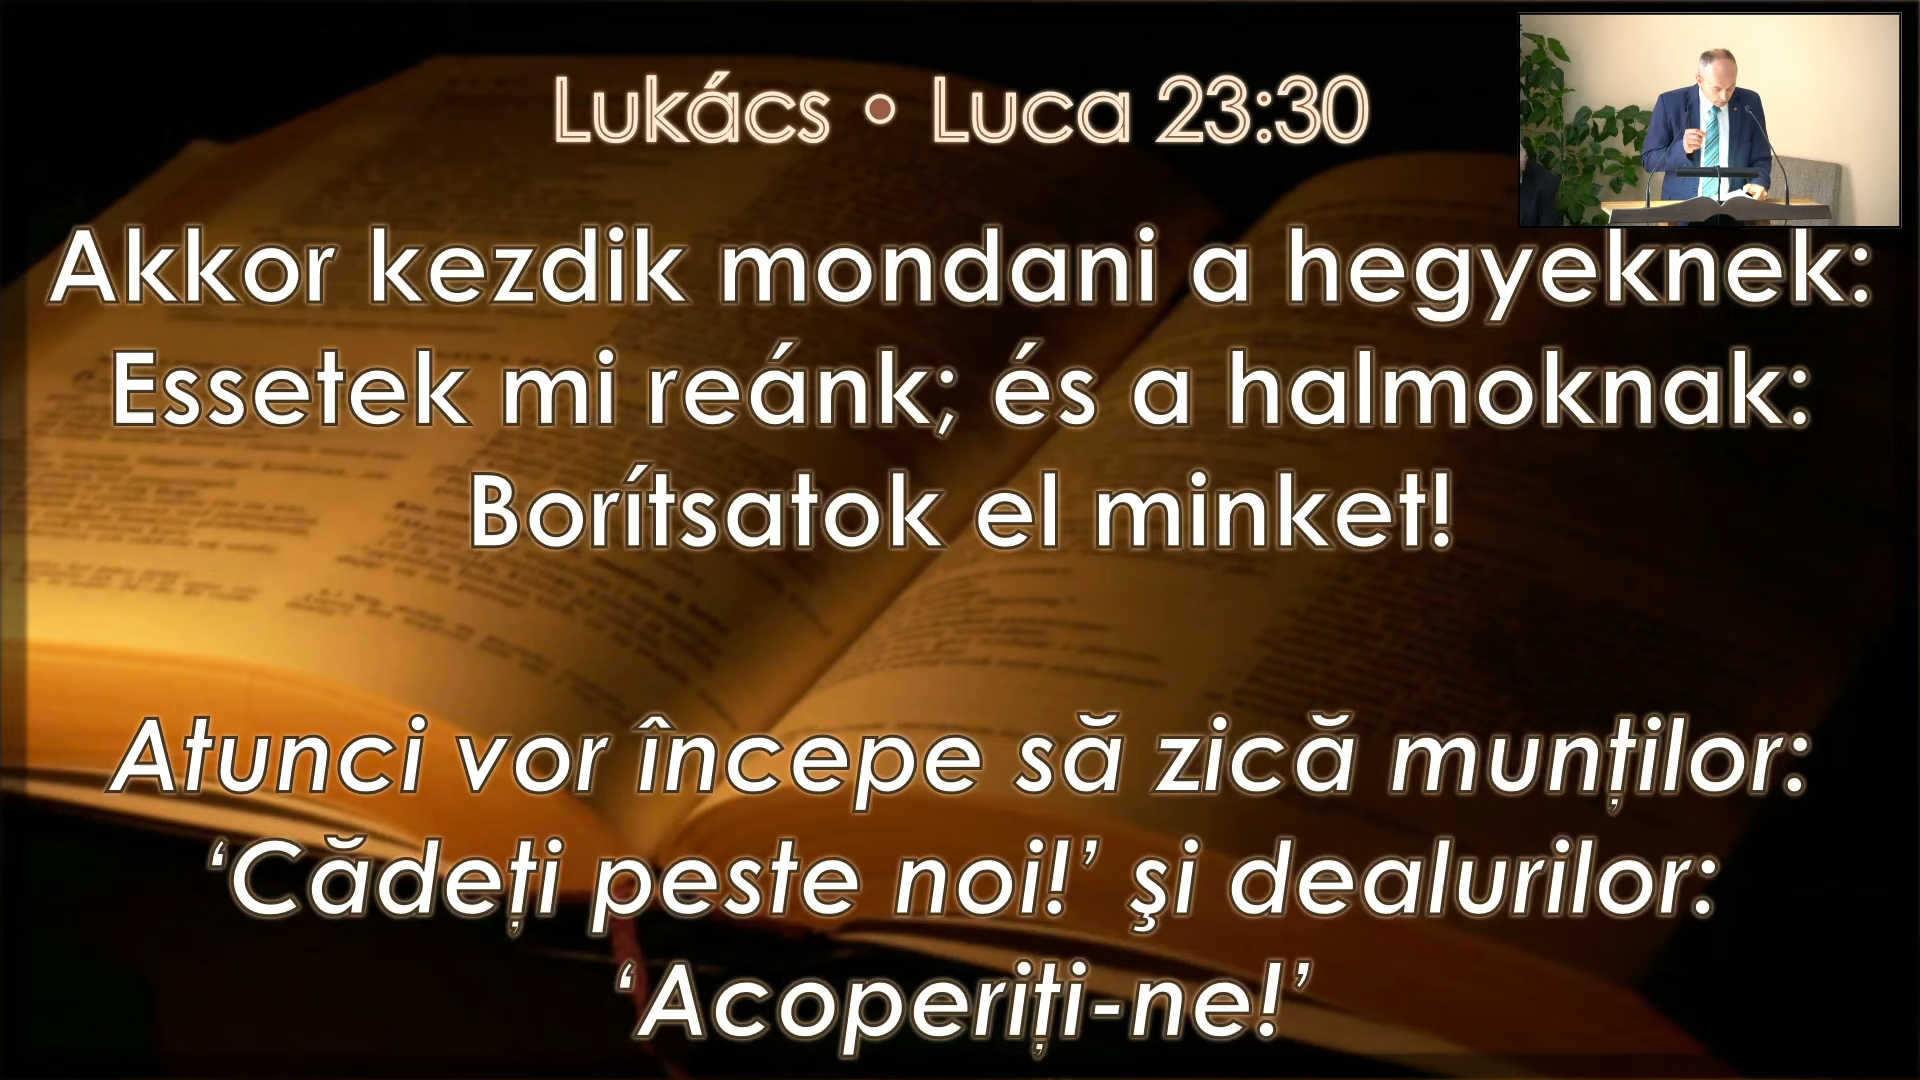 Lukács • Luca 23:30
Akkor kezdik mondani a hegyeknek:
Essetek mi reánk; és a halmoknak:
Borítsatok el minket!
Atunci vor începe să zică munților:
‘Cădeți peste noi!’ şi dealurilor:
‘Acoperiți-ne!’